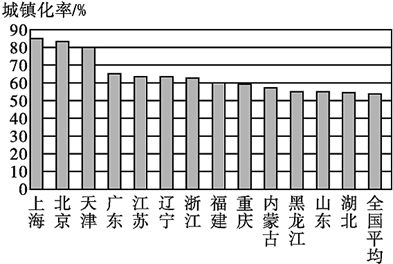 城镇化率/%
90
80
70
60
50
40
30
20
10
0
上海
北京
天津
广东
江苏
辽宁
浙江
福建
重庆
内蒙古
黑龙江
山东
湖北
全国平均